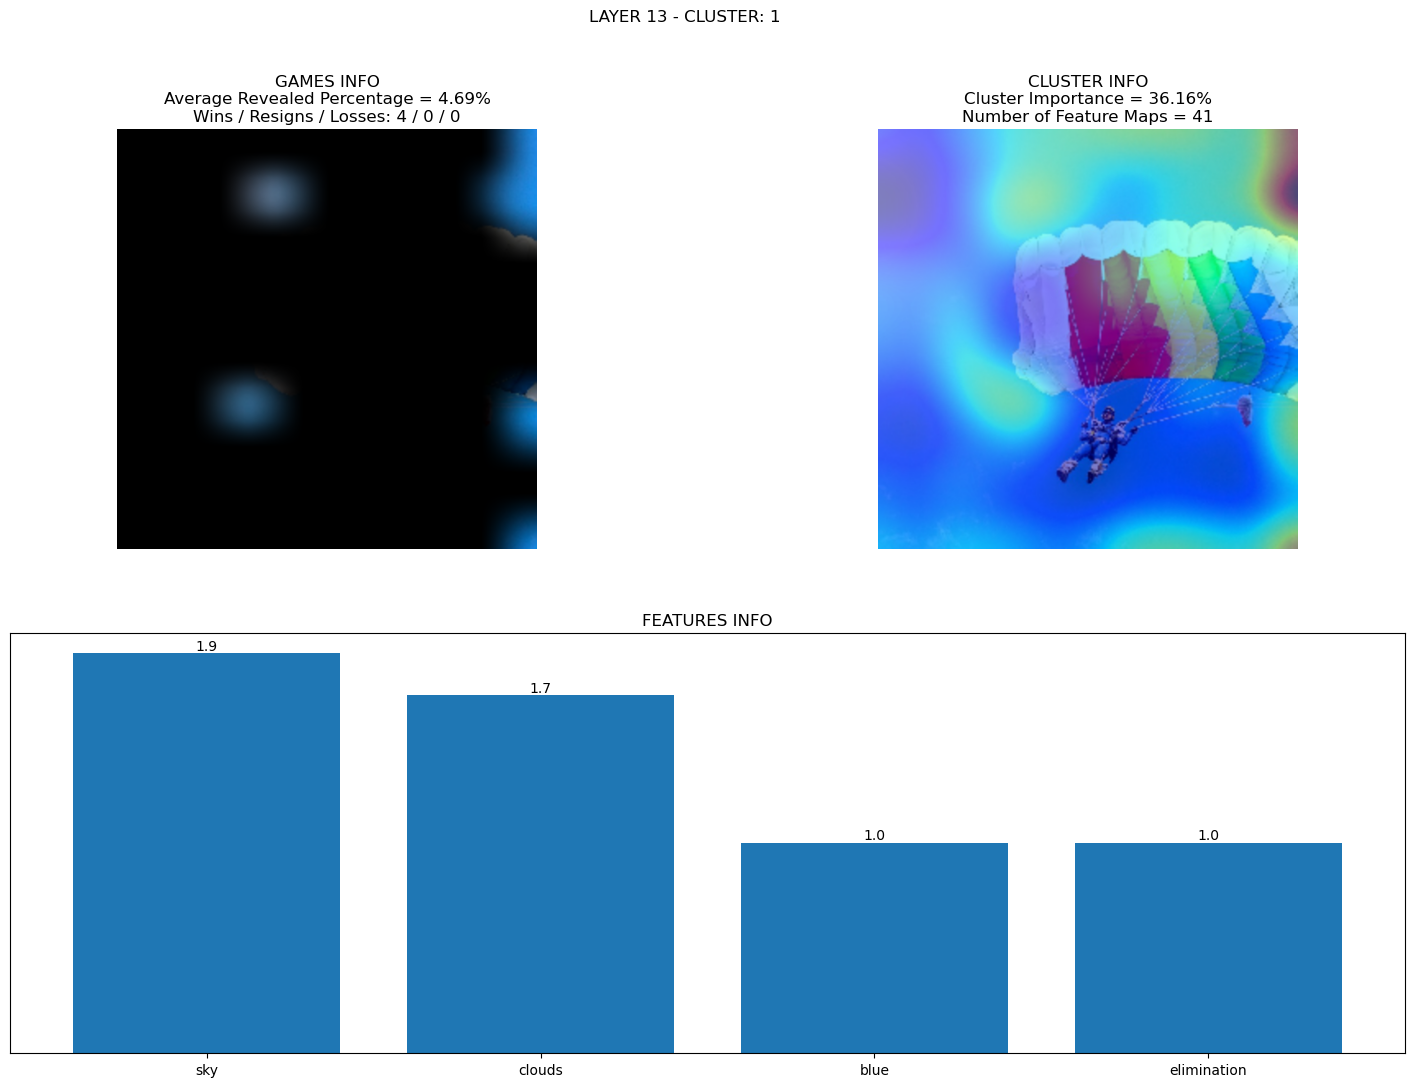 LAYER 13 - CLUSTER: 1
GAMES INFO
Average Revealed Percentage = 4.69%
Wins / Resigns / Losses: 4 / 0 / 0
CLUSTER INFO
Cluster Importance = 36.16%
Number of Feature Maps = 41
FEATURES INFO
1.9
1.7
1.0
1.0
sky
clouds
blue
elimination